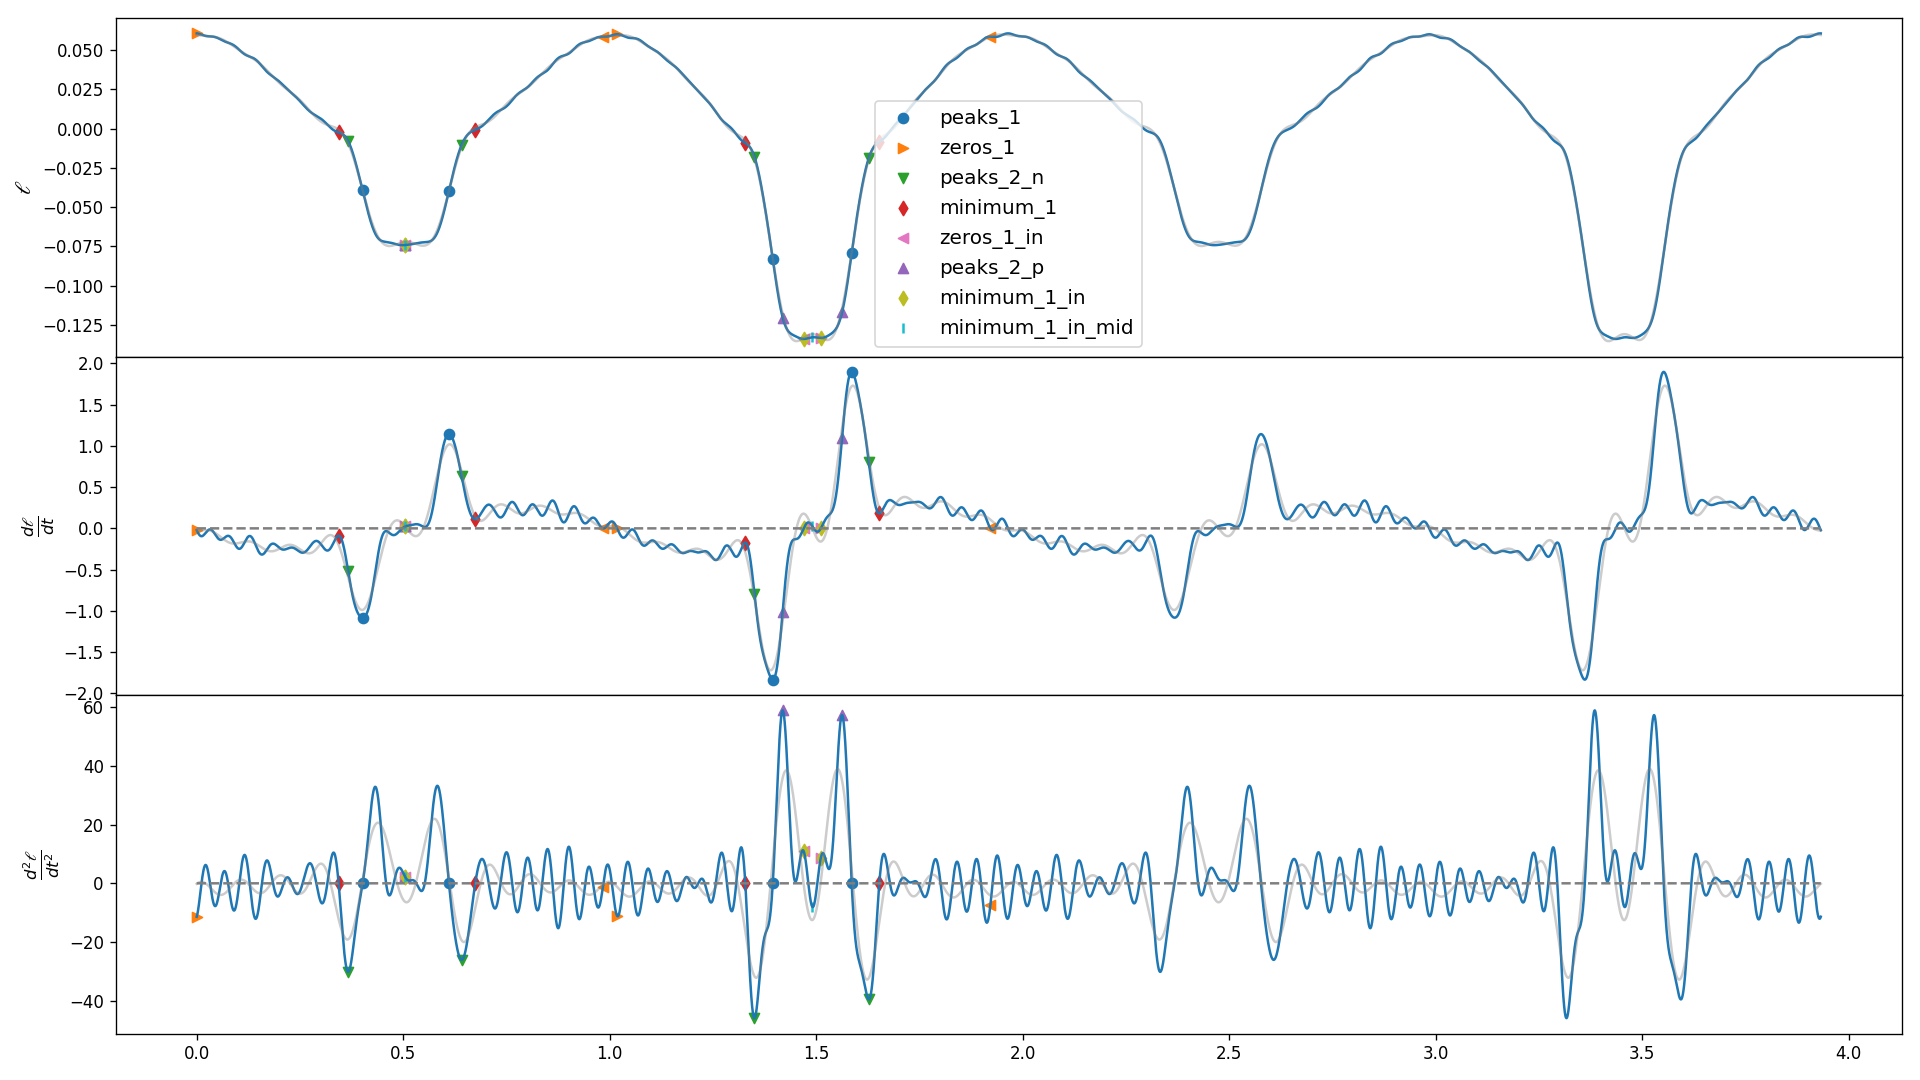 0.050
0.025
0.000
−0.025
−0.050
−0.075
−0.100
−0.125
ℓ
peaks_1
zeros_1
peaks_2_n
minimum_1
zeros_1_in
peaks_2_p
minimum_1_in
minimum_1_in_mid
2.0
1.5
1.0
0.5
0.0
−0.5
−1.0
−1.5
−2.0
dℓ/dt
60
40
20
0
−20
−40
d²ℓ/dt²
0.0 0.5 1.0 1.5 2.0 2.5 3.0 3.5 4.0